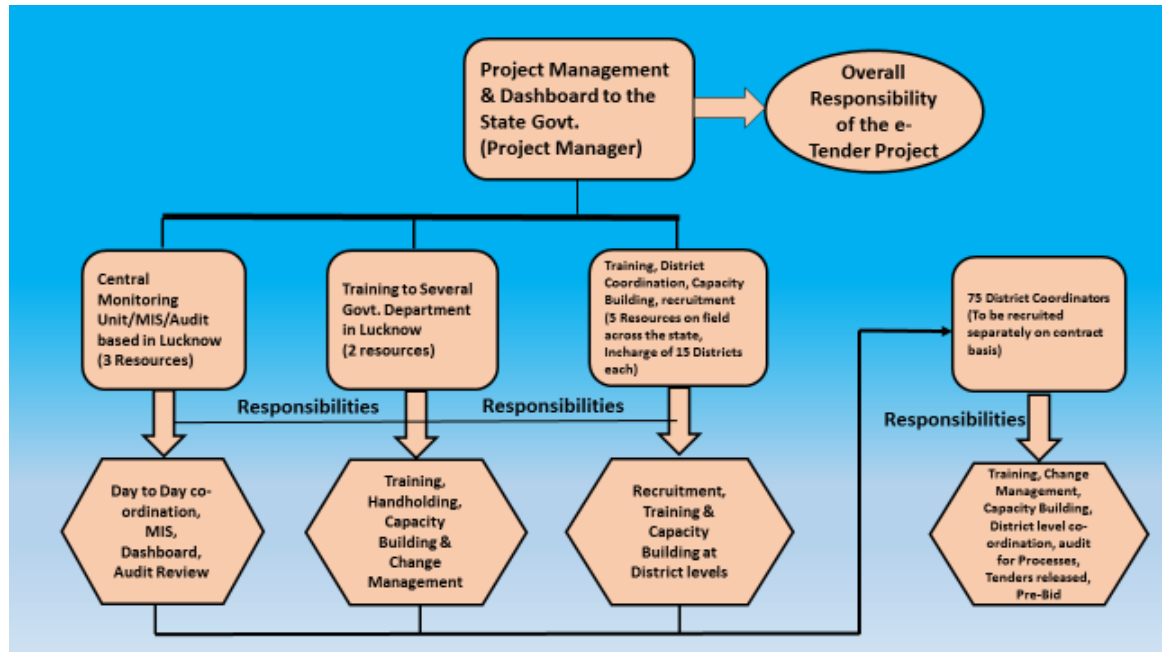 Project Management
& Dashboard to the
State Govt.
(Project Manager)
Overall
Responsibility
of the e-
Tender Project
Central
Monitoring
Unit/MIS/Audit
based in Lucknow
(3 Resources)
Training to Several
Govt. Department
in Lucknow
(2 resources)
Training, District
Coordination, Capacity
Building, recruitment
(5 Resources on field
across the state,
Incharge of 15 Districts
each)
75 District Coordinators
(To be recruited
separately on contract
basis)
Responsibilities
Responsibilities
Responsibilities
Day to Day co-
ordination,
MIS,
Dashboard,
Audit Review
Training,
Handholding,
Capacity
Building &
Change
Management
Recruitment,
Training &
Capacity
Building at
District levels
Training, Change
Management,
Capacity Building,
District level co-
ordination, audit
for Processes,
Tenders released,
Pre-Bid